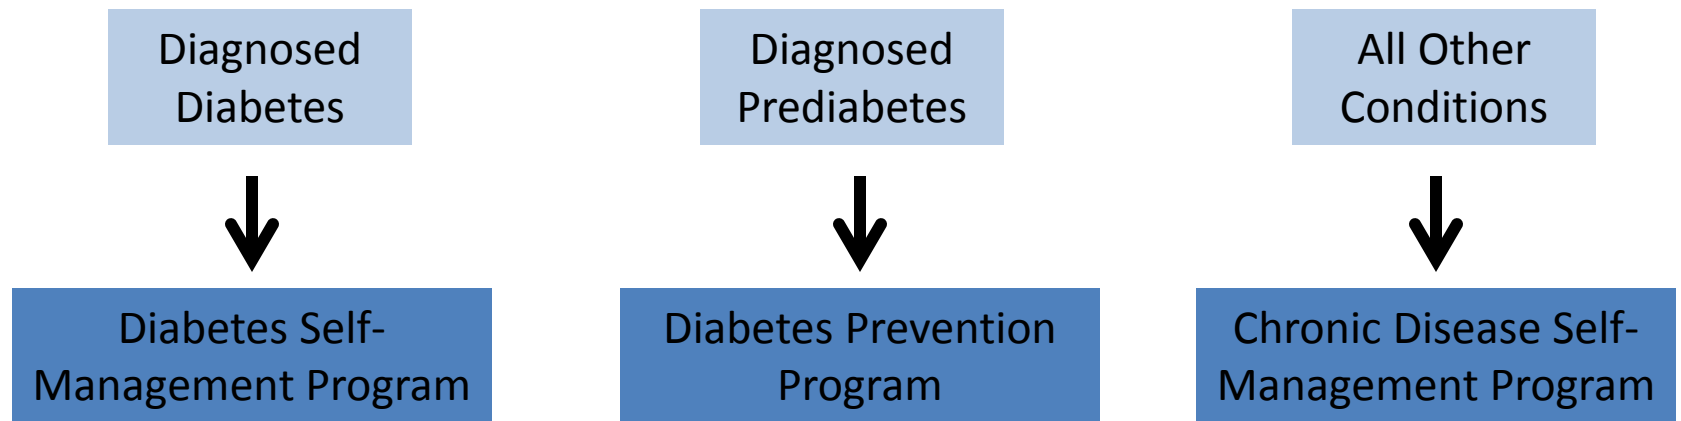 Diagnosed
Diabetes
Diagnosed
Prediabetes
All Other
Conditions
Diabetes Self-
Management Program
Diabetes Prevention
Program
Chronic Disease Self-
Management Program